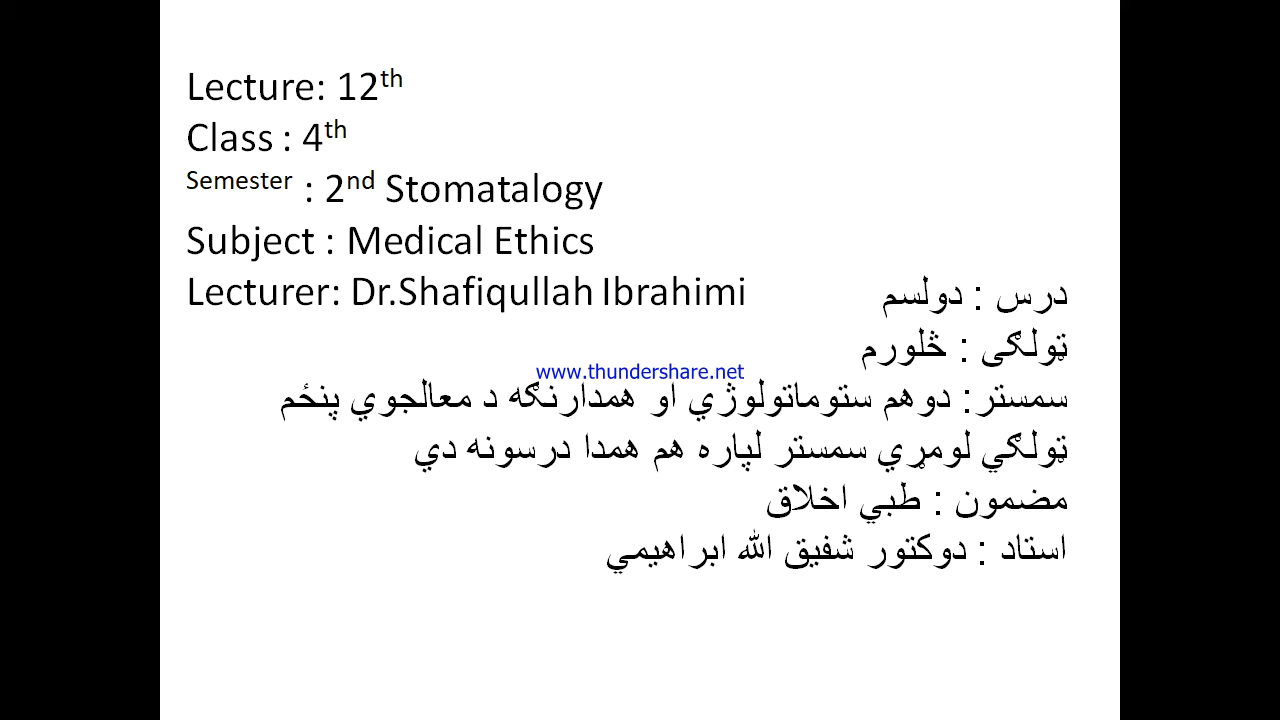 Lecture: 12th
Class : 4th
Semester : 2nd Stomatalogy
Subject : Medical Ethics
Lecturer: Dr.Shafiqullah Ibrahimi
درس : دولسم
ټولګی : څلورم
www.thundershare.net
سمستر: دوهم ستوماتولوژي او همدارنګه د معالجوي پنځم
ټولګي لومړي سمستر لپاره هم همدا درسونه دي
مضمون : طبي اخلاق
استاد : دوکتور شفیق الله ابراهیمي